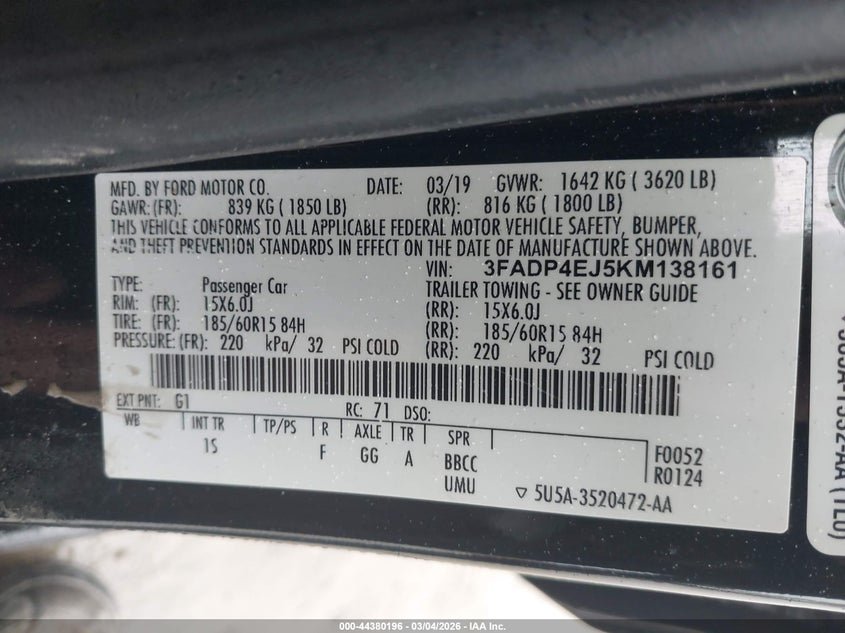 MFD. BY FORD MOTOR CO. DATE: 03/19 GVWR: 1642 KG ( 3620 LB)
GAWR: (FR): 839 KG ( 1850 LB) (RR): 816 KG ( 1800 LB)
THIS VEHICLE CONFORMS TO ALL APPLICABLE FEDERAL MOTOR VEHICLE SAFETY, BUMPER,
AND THEFT PREVENTION STANDARDS IN EFFECT ON THE DATE OF MANUFACTURE SHOWN ABOVE.
VIN: 3FADP4EJ5KM138161
TYPE: Passenger Car TRAILER TOWING - SEE OWNER GUIDE
RIM: (FR): 15X6.0J (RR): 15X6.0J
TIRE: (FR): 185/60R15 84H (RR): 185/60R15 84H
PRESSURE: (FR): 220 kPa/ 32 PSI COLD (RR): 220 kPa/ 32 PSI COLD
EXT PNT: G1 RC: 71 DSO:
WB INT TR TP/PS R AXLE TR SPR
1S F GG A BBCC F0052
UMU R0124
▽ 5U5A-3520472-AA
000-44380196 - 03/04/2026 - IAA Inc.